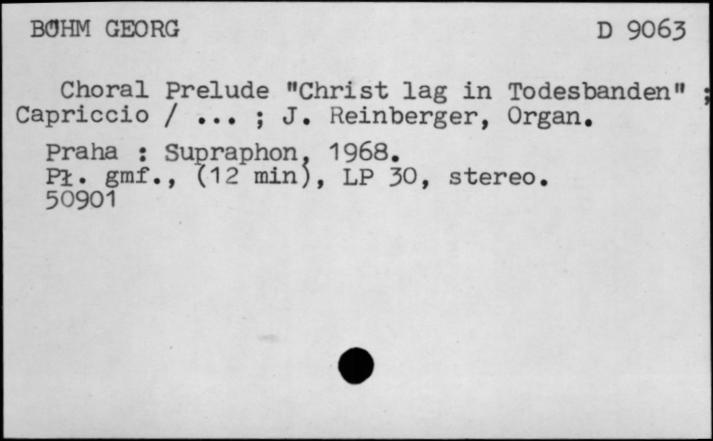 BÖHM GEORG D 9063
Choral Prelude "Christ lag in Todesbanden" ;
Capriccio / ... ; J. Reinberger, Organ.
Praha : Supraphon, 1968.
Pł. gmf., (12 min), LP 30, stereo.
50901